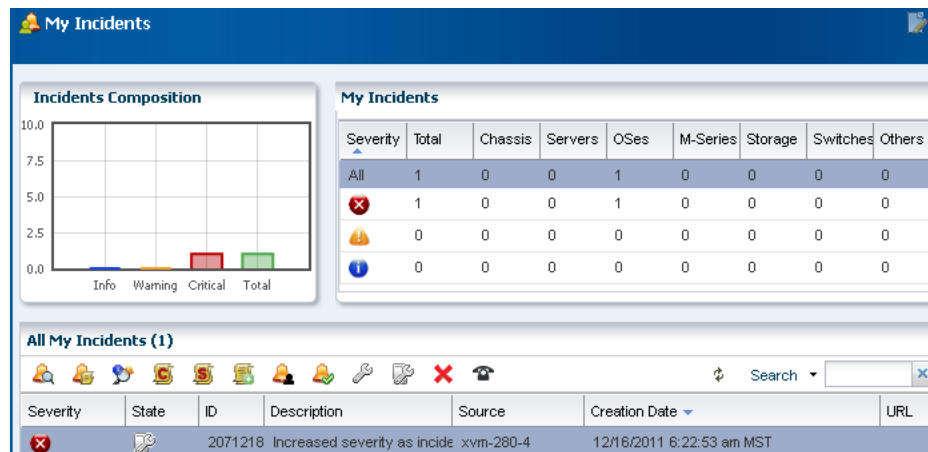 My Incidents
Incidents Composition
10.0
7.5
5.0
2.5
0.0
Info Warning Critical Total
My Incidents
Severity Total Chassis Servers OSes M-Series Storage Switches Others
All 1 0 0 1 0 0 0 0
1 0 0 1 0 0 0 0
0 0 0 0 0 0 0 0
0 0 0 0 0 0 0 0
All My Incidents (1)
Search
Severity State ID Description Source Creation Date URL
2071218 Increased severity as incide xvm-280-4 12/16/2011 6:22:53 am MST